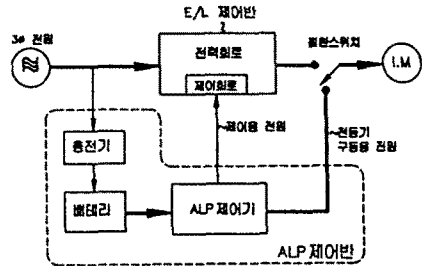 E/L 제어반
3ø 전원
전력회로
제어회로
절환스위치
I.M
제어용 전원
전동기
구동용 전원
충전기
배테리
ALP 제어기
ALP 제어반